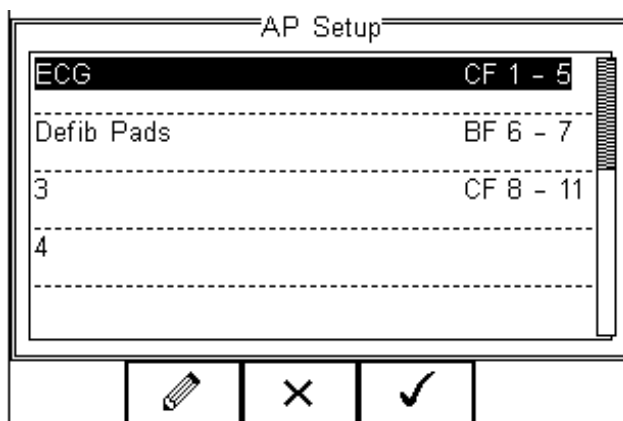 AP Setup
ECG CF 1 - 5
Defib Pads BF 6 - 7
3 CF 8 - 11
4